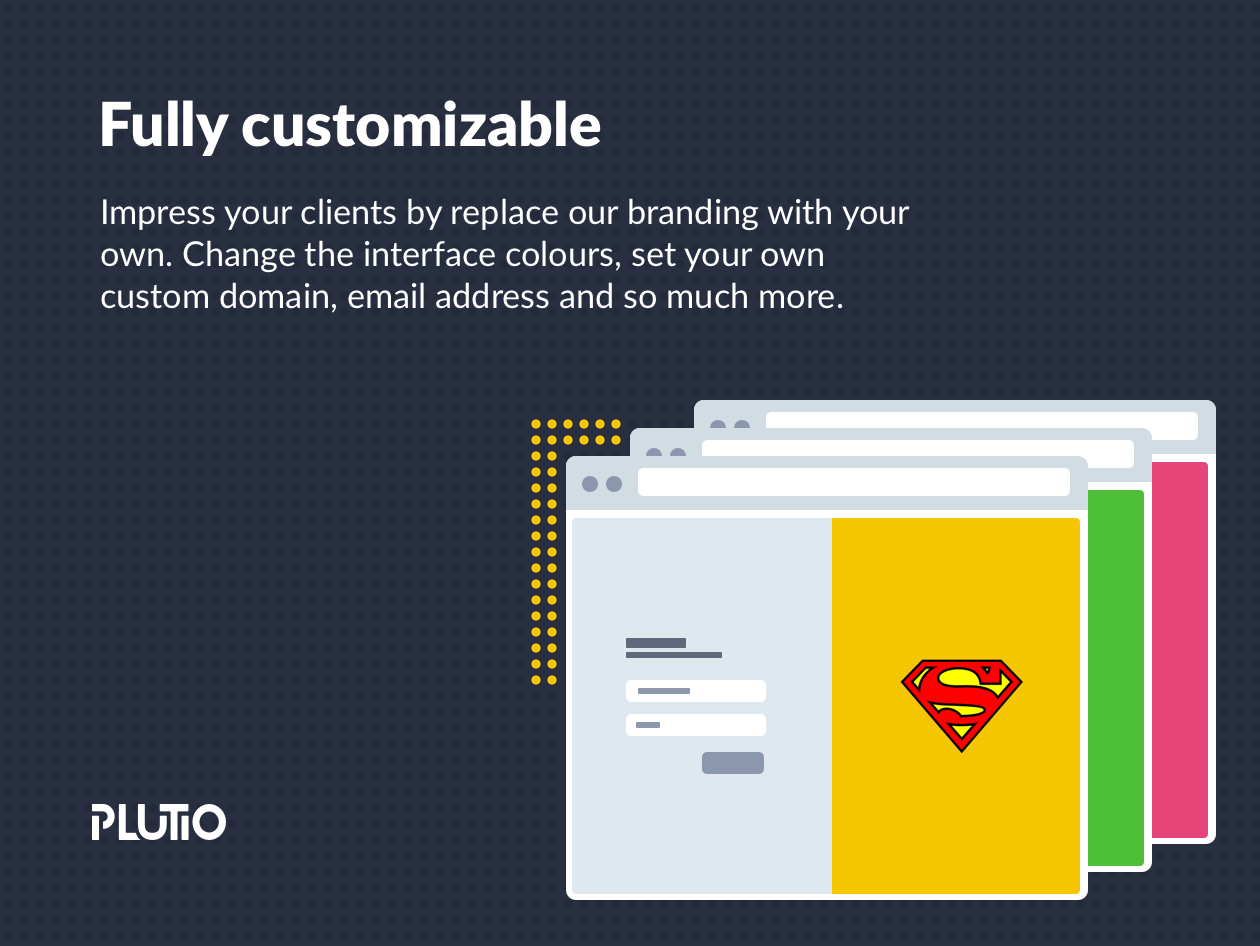 Fully customizable
Impress your clients by replace our branding with your
own. Change the interface colours, set your own
custom domain, email address and so much more.
S
PLUTIO